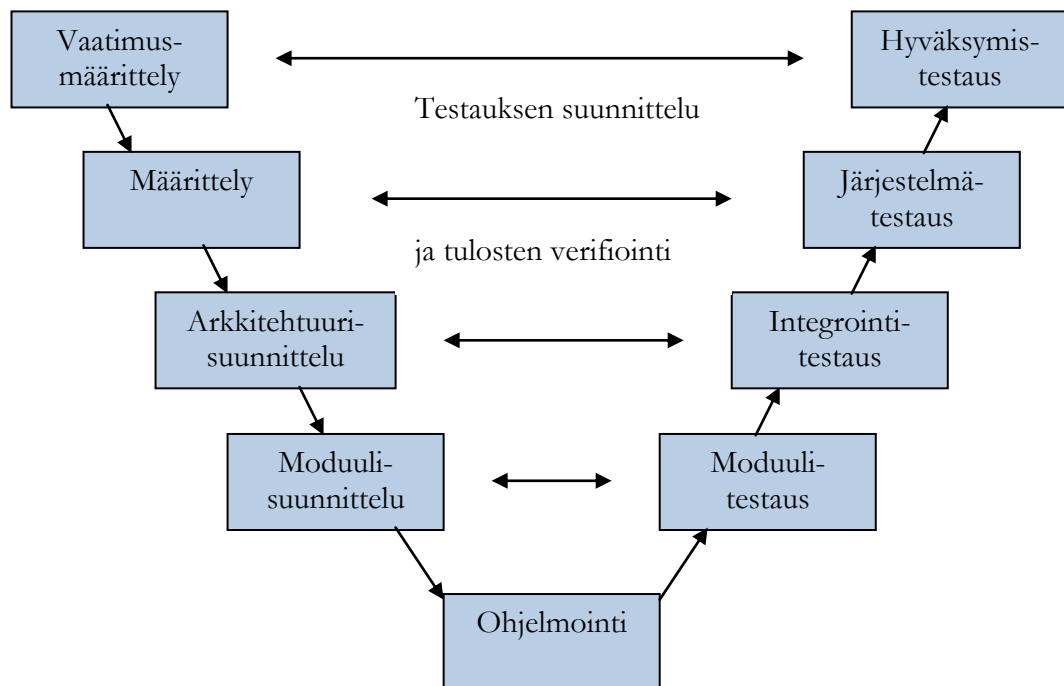 Vaatimus-
määrittely
Hyväksymis-
testaus
Testauksen suunnittelu
Määrittely
Järjestelmä-
testaus
ja tulosten verifiointi
Arkkitehtuuri-
suunnittelu
Integrointi-
testaus
Moduuli-
suunnittelu
Moduuli-
testaus
Ohjelmointi